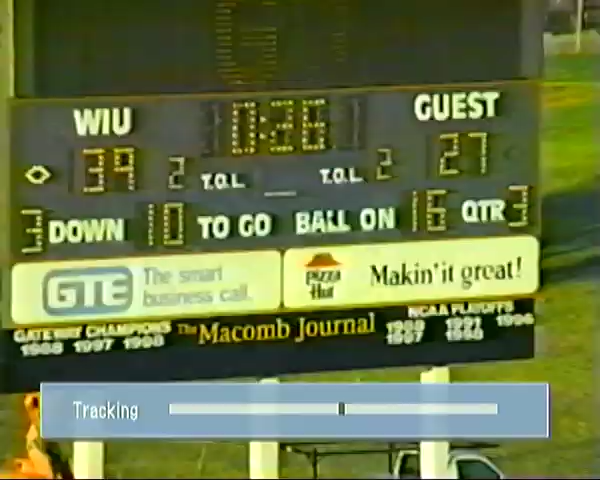 WIU
GUEST
0:26
39
2
T.O.L.
T.O.L.
2
27
3 DOWN 10 TO GO BALL ON 16 QTR 3
GTE The smart business call.
Pizza Hut Makin' it great!
GATEWAY CHAMPIONS
1988 1997 1998
The Macomb Journal
NCAA PLAYOFFS
1988 1991 1996
1997 1998
Tracking